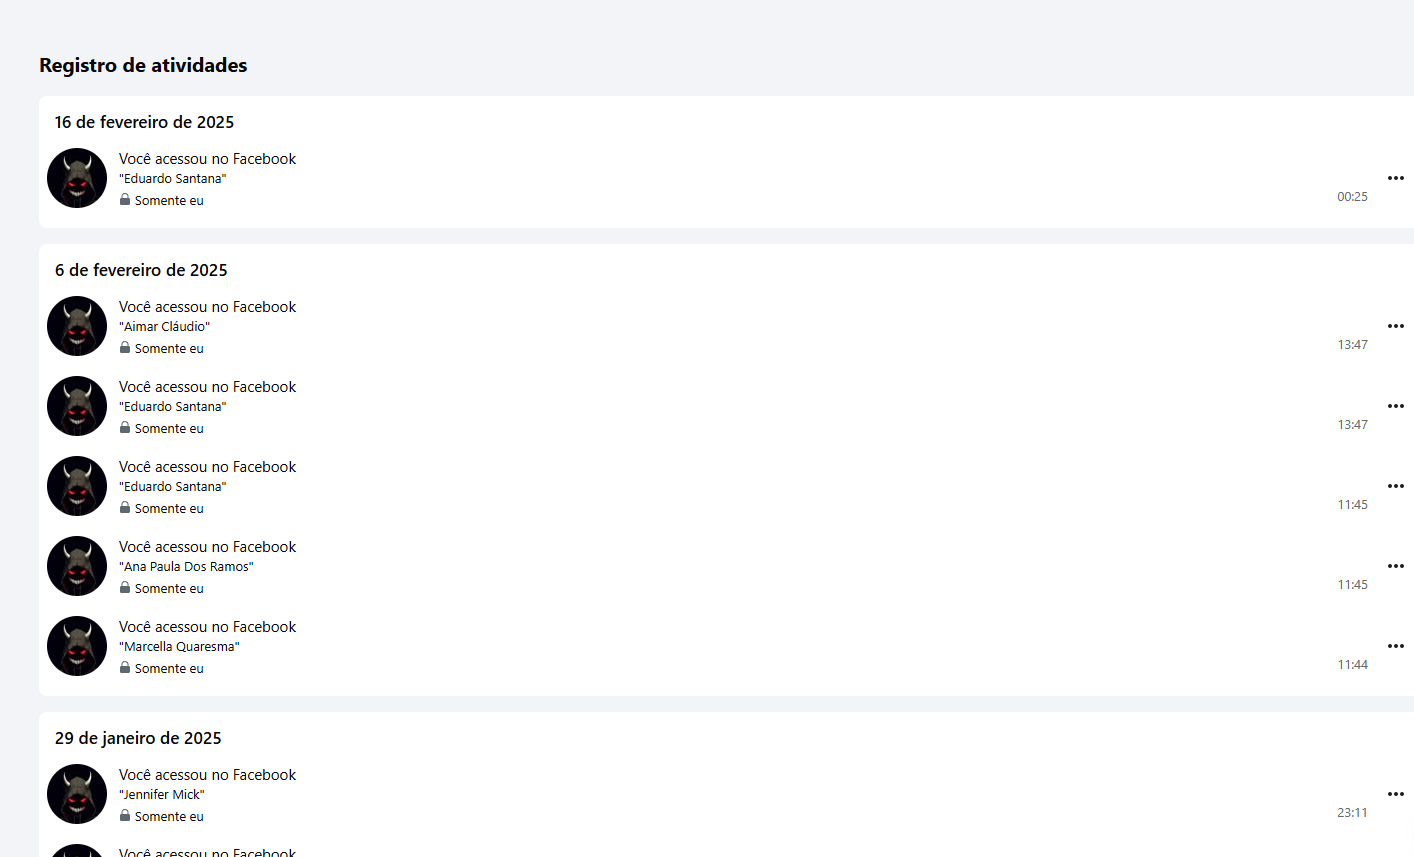 Registro de atividades
16 de fevereiro de 2025
Você acessou no Facebook
"Eduardo Santana"
Somente eu
00:25
6 de fevereiro de 2025
Você acessou no Facebook
"Aimar Cláudio"
Somente eu
13:47
Você acessou no Facebook
"Eduardo Santana"
Somente eu
13:47
Você acessou no Facebook
"Eduardo Santana"
Somente eu
11:45
Você acessou no Facebook
"Ana Paula Dos Ramos"
Somente eu
11:45
Você acessou no Facebook
"Marcella Quaresma"
Somente eu
11:44
29 de janeiro de 2025
Você acessou no Facebook
"Jennifer Mick"
Somente eu
23:11
Você acessou no Facebook